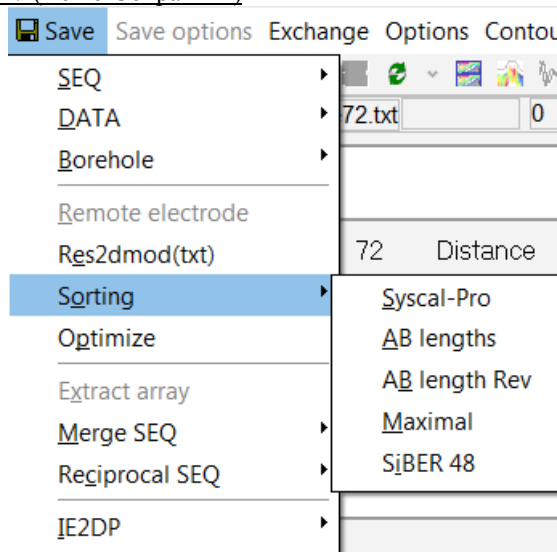 Save Save options Exchange Options Contou
SEQ
DATA
72.txt 0
Borehole
Remote electrode
Res2dmod(txt)
72 Distance
Sorting
Syscal-Pro
Optimize
AB lengths
AB length Rev
Extract array
Maximal
Merge SEQ
SiBER 48
Reciprocal SEQ
IE2DP